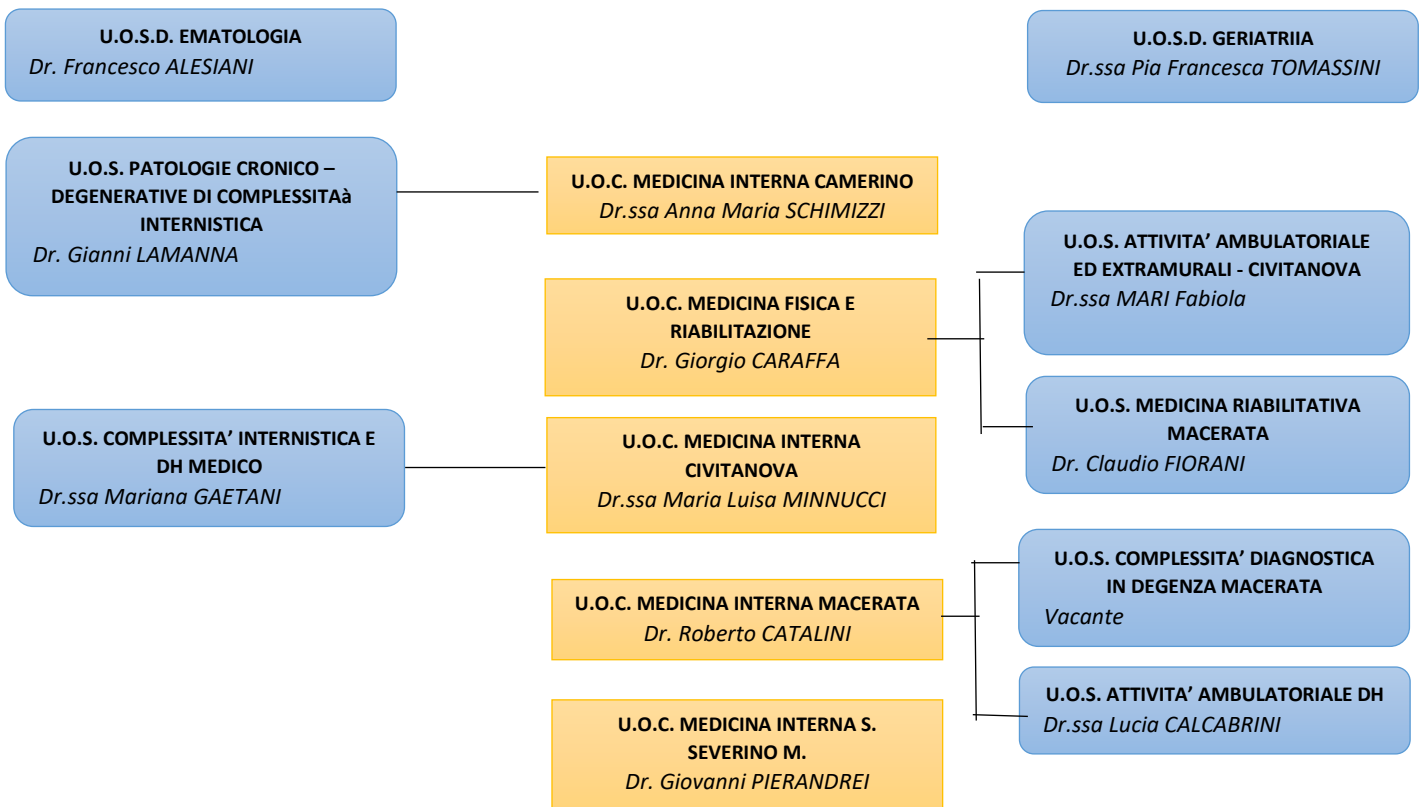 U.O.S.D. EMATOLOGIA
Dr. Francesco ALESIANI
U.O.S.D. GERIATRIIA
Dr.ssa Pia Francesca TOMASSINI
U.O.S. PATOLOGIE CRONICO –
DEGENERATIVE DI COMPLESSITAà
INTERNISTICA
Dr. Gianni LAMANNA
U.O.C. MEDICINA INTERNA CAMERINO
Dr.ssa Anna Maria SCHIMIZZI
U.O.S. ATTIVITA’ AMBULATORIALE
ED EXTRAMURALI - CIVITANOVA
Dr.ssa MARI Fabiola
U.O.C. MEDICINA FISICA E
RIABILITAZIONE
Dr. Giorgio CARAFFA
U.O.S. MEDICINA RIABILITATIVA
MACERATA
Dr. Claudio FIORANI
U.O.S. COMPLESSITA’ INTERNISTICA E
DH MEDICO
Dr.ssa Mariana GAETANI
U.O.C. MEDICINA INTERNA
CIVITANOVA
Dr.ssa Maria Luisa MINNUCCI
U.O.S. COMPLESSITA’ DIAGNOSTICA
IN DEGENZA MACERATA
Vacante
U.O.C. MEDICINA INTERNA MACERATA
Dr. Roberto CATALINI
U.O.S. ATTIVITA’ AMBULATORIALE DH
Dr.ssa Lucia CALCABRINI
U.O.C. MEDICINA INTERNA S.
SEVERINO M.
Dr. Giovanni PIERANDREI